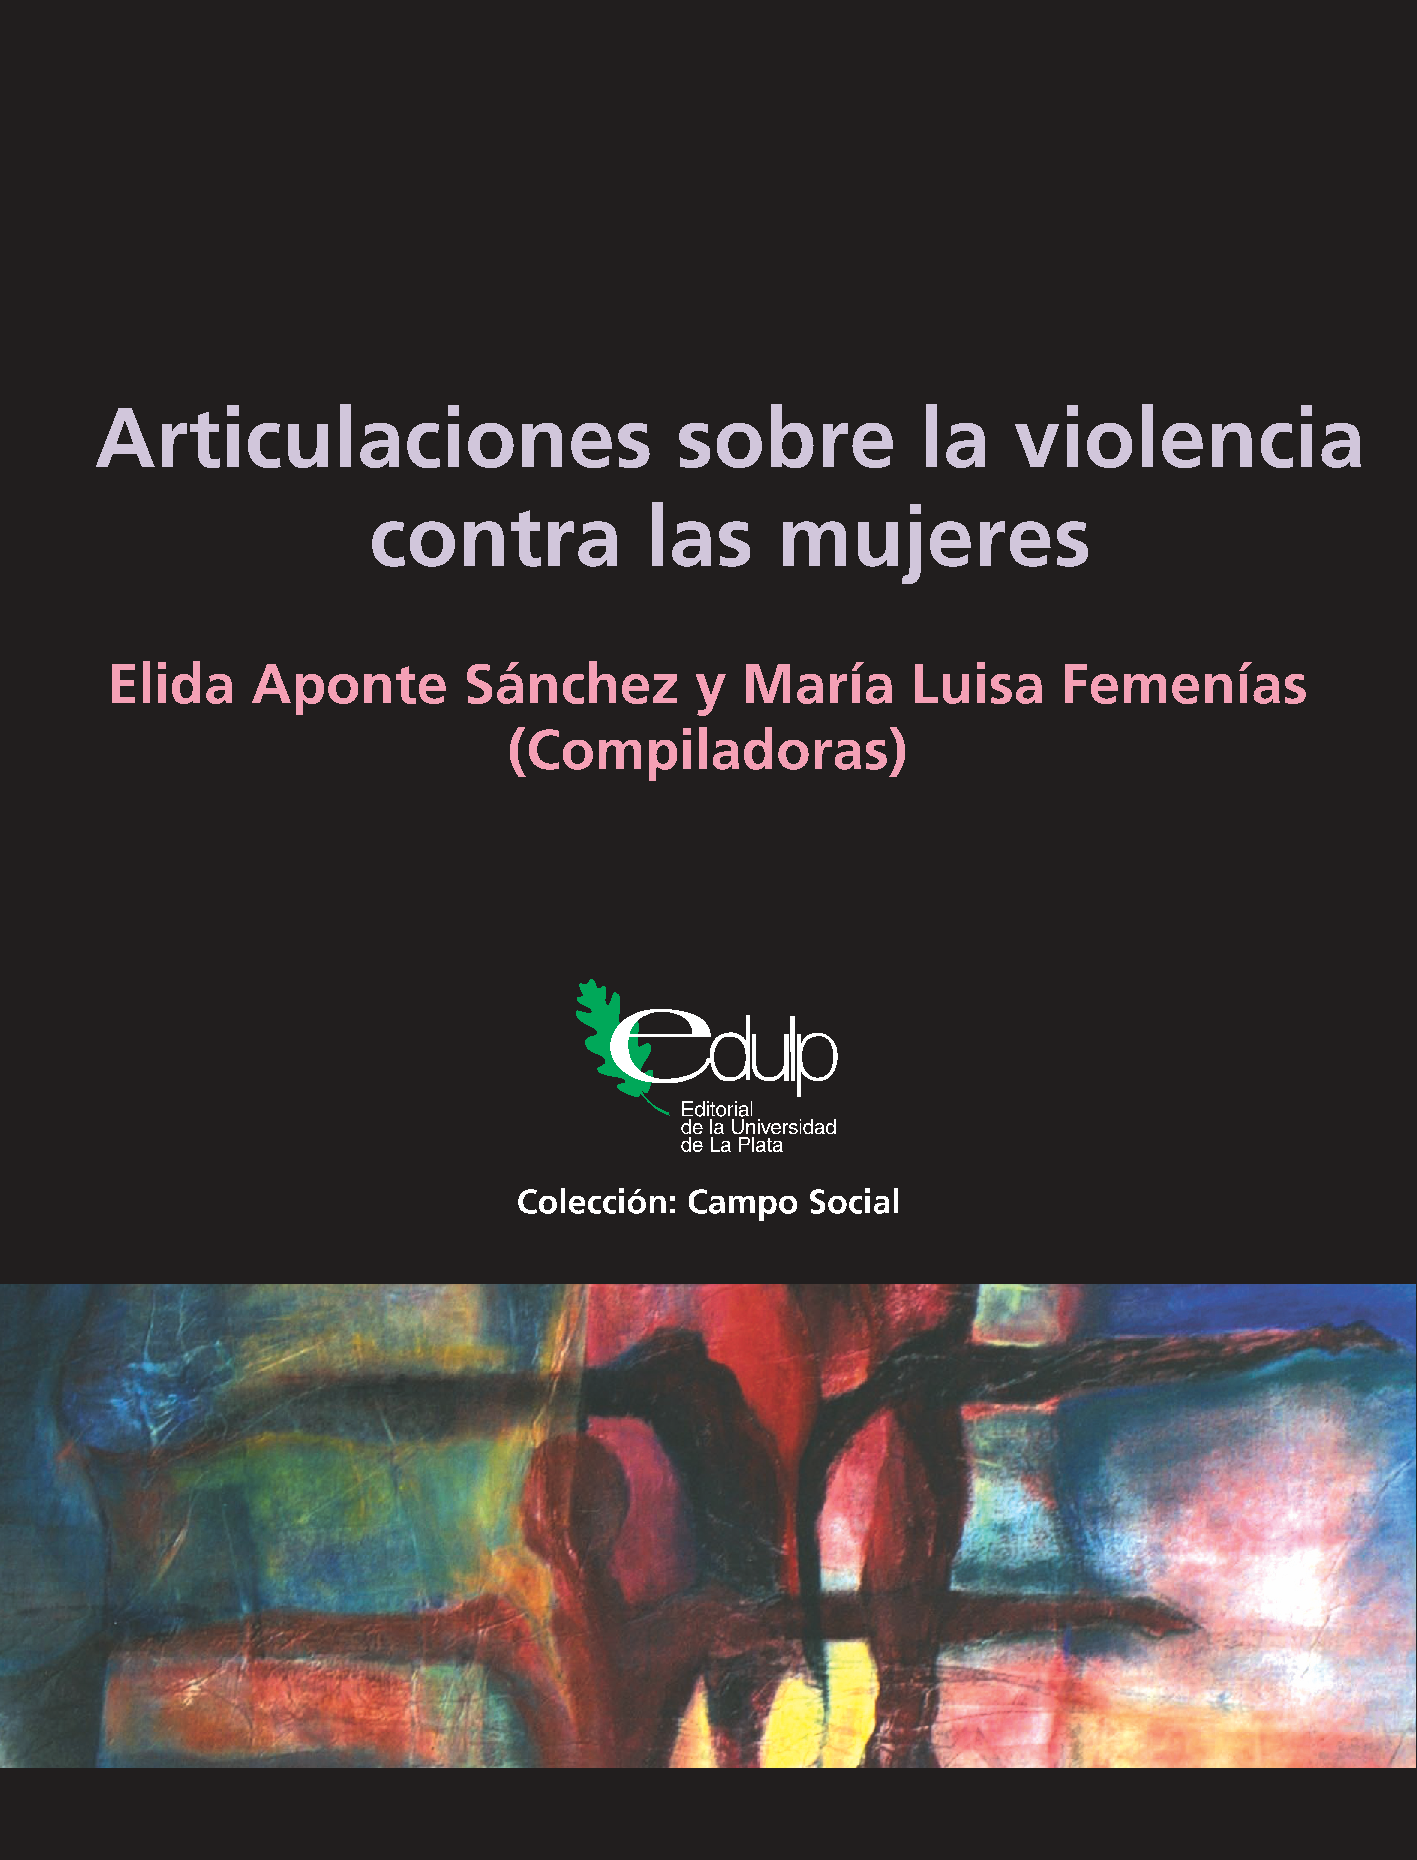 Articulaciones sobre la violencia
contra las mujeres
Elida Aponte Sánchez y María Luisa Femenías
(Compiladoras)
edulp
Editorial
de la Universidad
de La Plata
Colección: Campo Social